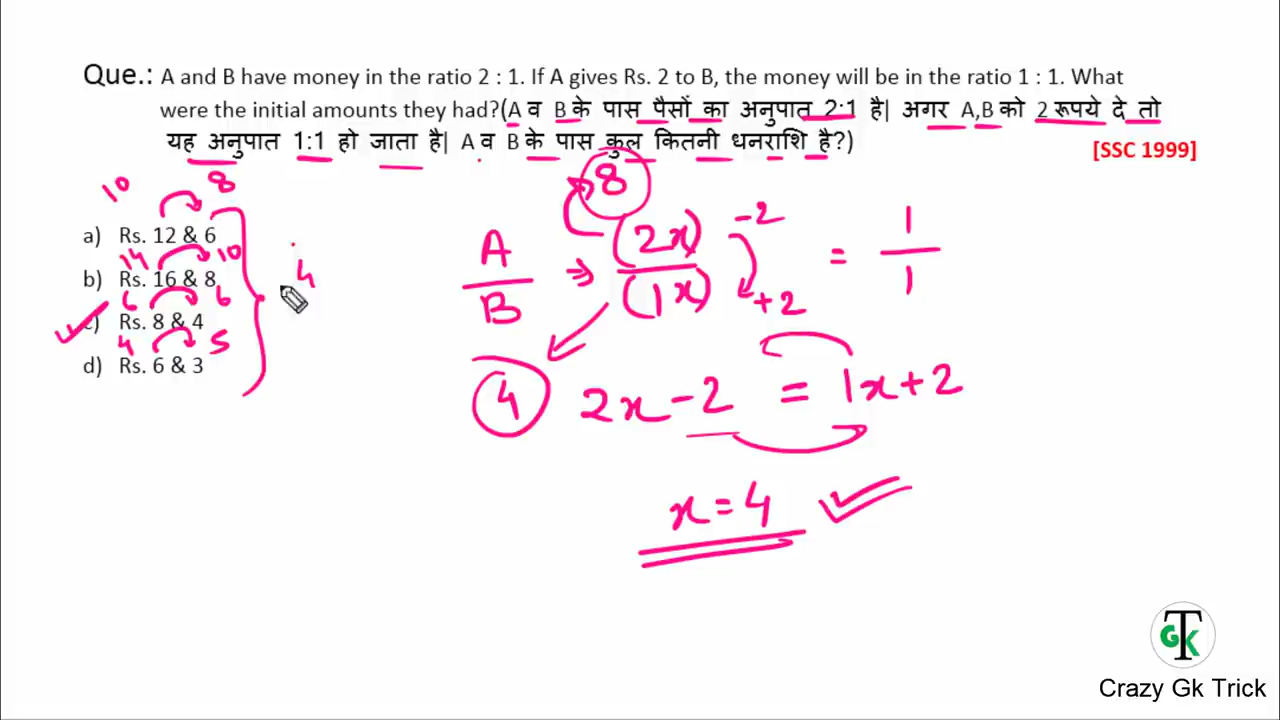 Que.: A and B have money in the ratio 2 : 1. If A gives Rs. 2 to B, the money will be in the ratio 1 : 1. What
were the initial amounts they had?(A व B के पास पैसों का अनुपात 2:1 है| अगर A,B को 2 रूपये दे तो
यह अनुपात 1:1 हो जाता है| A व B के पास कुल कितनी धनराशि है?)
[SSC 1999]
10 8
a) Rs. 12 & 6
14 10
b) Rs. 16 & 8
6 6
c) Rs. 8 & 4
4 5
d) Rs. 6 & 3
4
8
A (2x) -2 = 1
B (1x) +2 1
4 2x-2 = 1x+2
x=4
GTK
Crazy Gk Trick